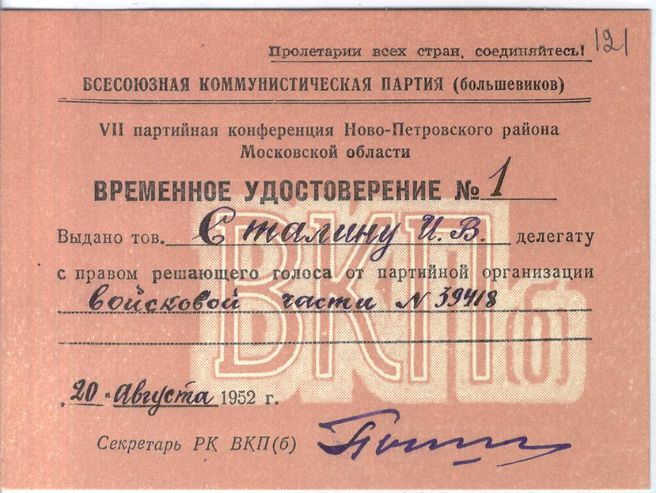 Пролетарии всех стран, соединяйтесь!
121
ВСЕСОЮЗНАЯ КОММУНИСТИЧЕСКАЯ ПАРТИЯ (большевиков)
VII партийная конференция Ново-Петровского района
Московской области
ВРЕМЕННОЕ УДОСТОВЕРЕНИЕ № 1
Выдано тов. Сталину И.В. делегату
с правом решающего голоса от партийной организации
войсковой части N 39418
ВКП(б)
„20“ Августа 1952 г.
Секретарь РК ВКП(б)